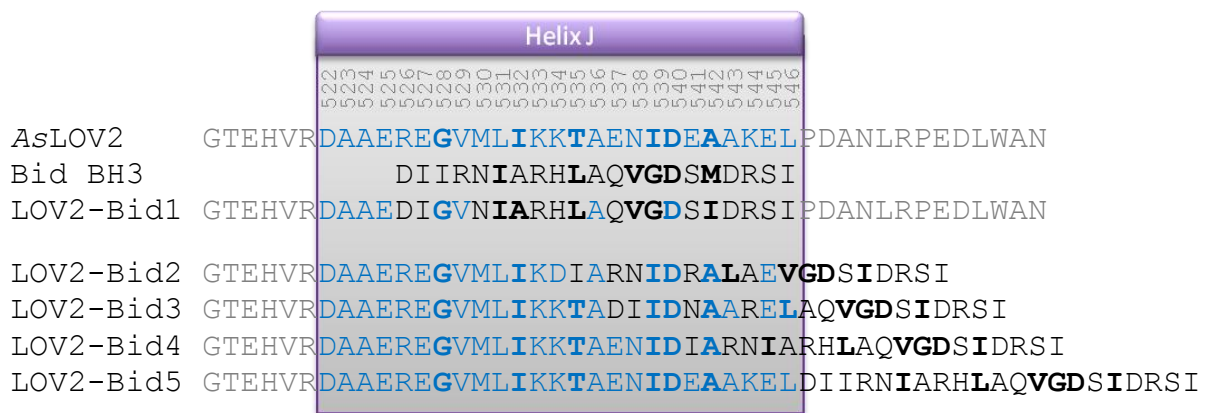 Helix J
522 523 524 525 526 527 528 529 530 531 532 533 534 535 536 537 538 539 540 541 542 543 544 545 546
AsLOV2 GTEHVRDAAEREGVMLIKKTAENIDEAAKELPDANLRPEDLWAN
Bid BH3 DIIRNIARHLAQVGDSMDRSI
LOV2-Bid1 GTEHVRDAAEDIGVNIARHLAQVGDSIDRSIPDANLRPEDLWAN
LOV2-Bid2 GTEHVRDAAEREGVMLIKDIARNIDRALAEVGDSIDRSI
LOV2-Bid3 GTEHVRDAAEREGVMLIKKTADIIDNAARELAQVGDSIDRSI
LOV2-Bid4 GTEHVRDAAEREGVMLIKKTAENIDIARNIARHLAQVGDSIDRSI
LOV2-Bid5 GTEHVRDAAEREGVMLIKKTAENIDEAAKELDIIRNIARHLAQVGDSIDRSI